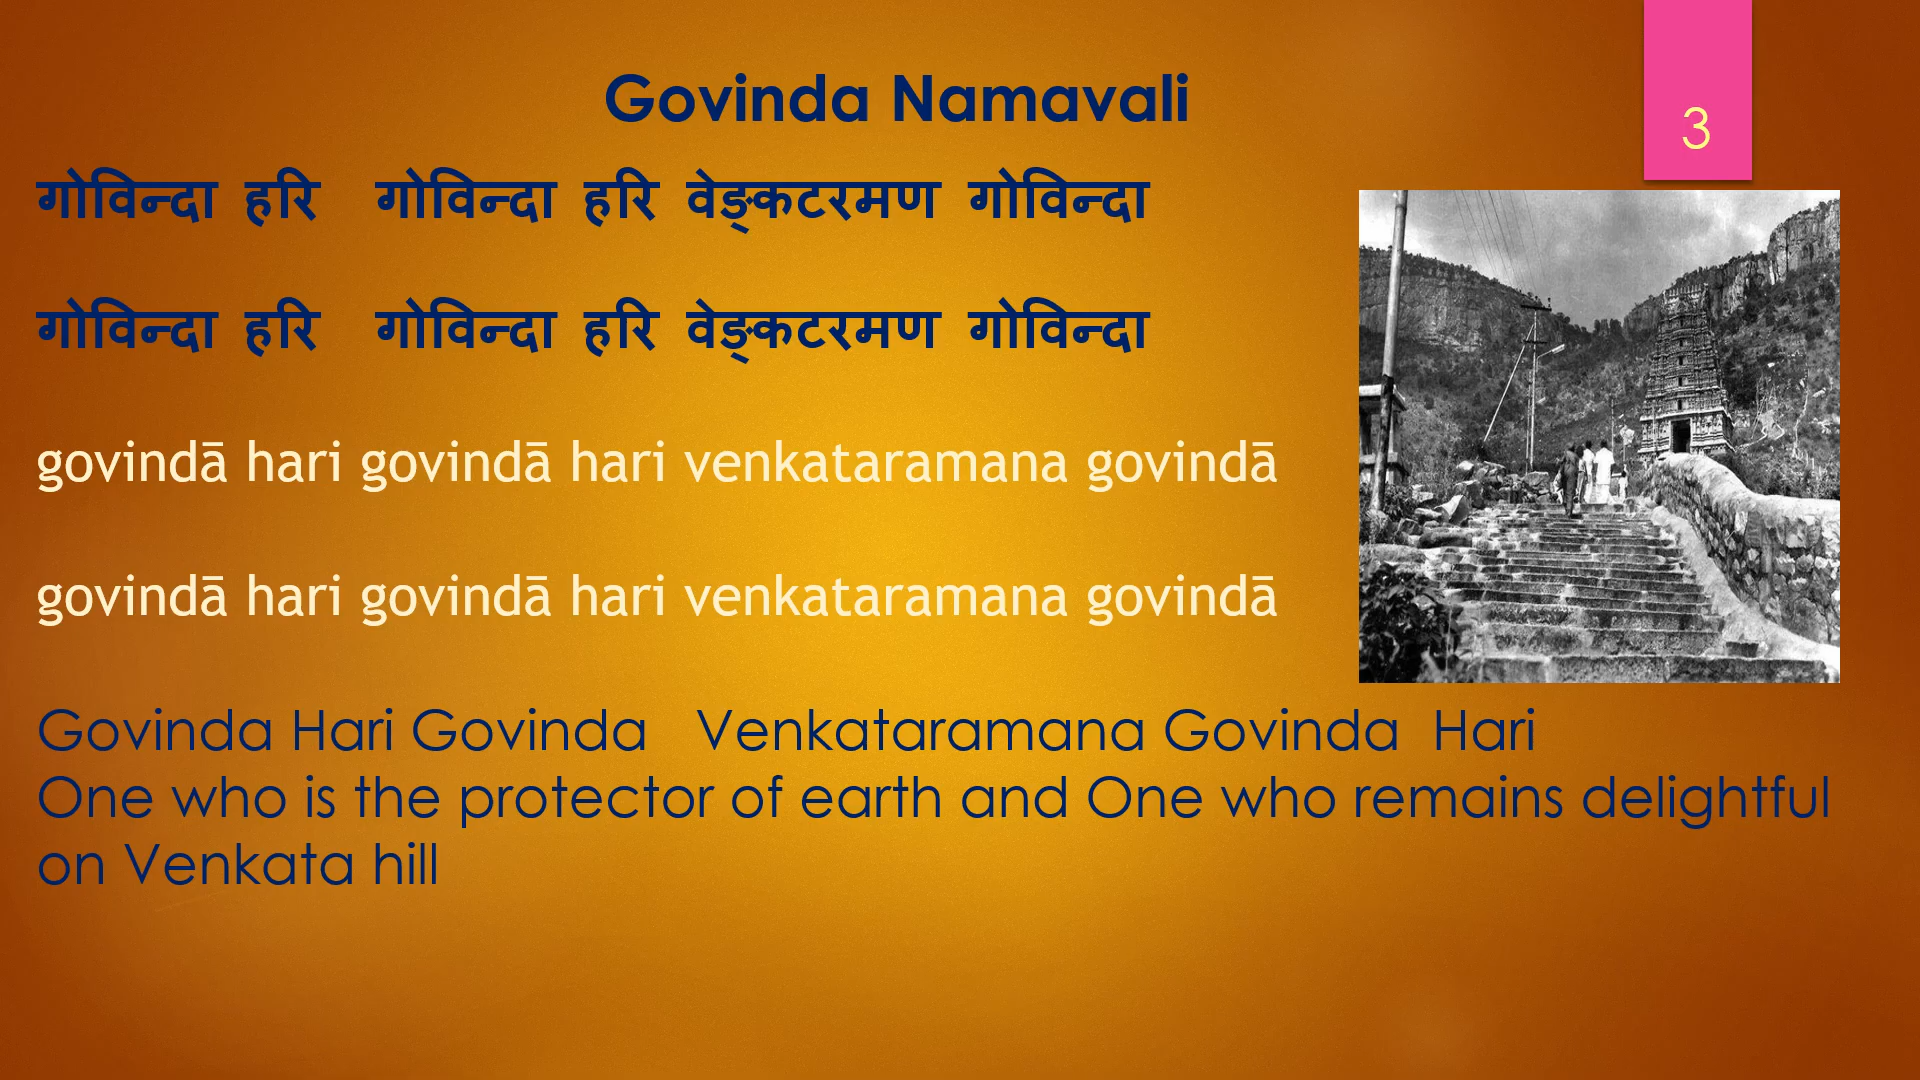 Govinda Namavali
3
गोविन्दा हरि गोविन्दा हरि वेङ्कटरमण गोविन्दा
गोविन्दा हरि गोविन्दा हरि वेङ्कटरमण गोविन्दा
govindā hari govindā hari venkataramana govindā
govindā hari govindā hari venkataramana govindā
Govinda Hari Govinda Venkataramana Govinda Hari
One who is the protector of earth and One who remains delightful
on Venkata hill